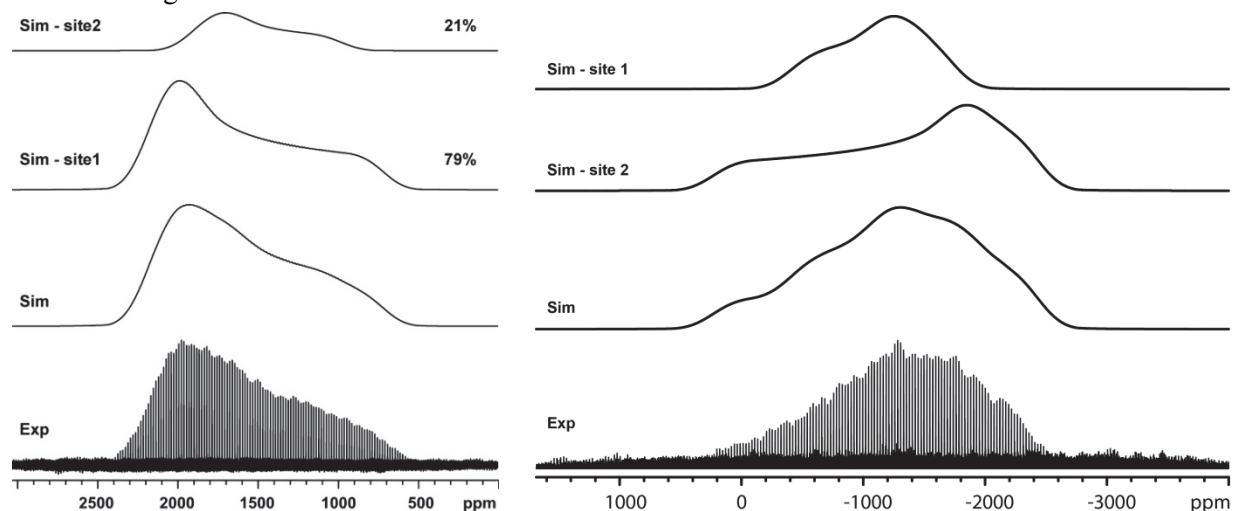 Sim - site2 21%
Sim - site1 79%
Sim
Exp
2500 2000 1500 1000 500 ppm
Sim - site 1
Sim - site 2
Sim
Exp
1000 0 -1000 -2000 -3000 ppm